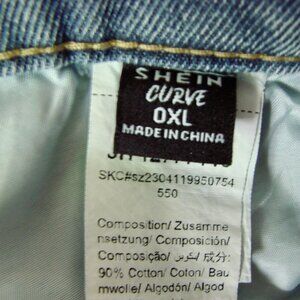 SHEIN
CURVE
0XL
MADE IN CHINA
SKC#sz2304119950754
550
Composition/ Zusamme
nsetzung/ Composición/
Composição/ تكوين/ 成分:
90% Cotton/ Coton/ Bau
mwolle/ Algodón/ Algod